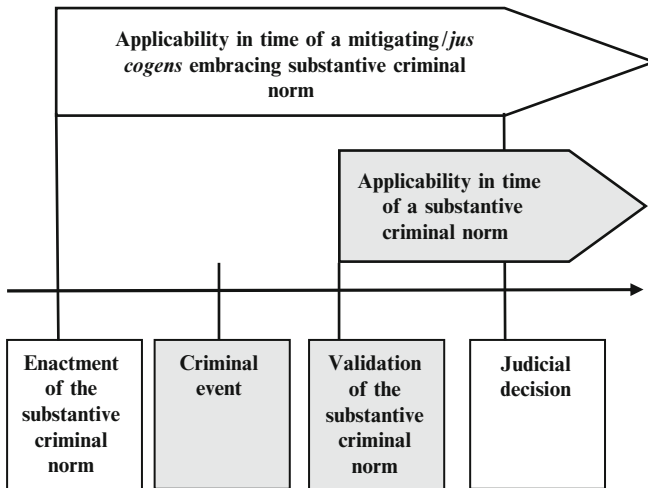 Applicability in time of a mitigating/jus
cogens embracing substantive criminal
norm
Applicability in time
of a substantive
criminal norm
Enactment
of the
substantive
criminal
norm
Criminal
event
Validation
of the
substantive
criminal
norm
Judicial
decision